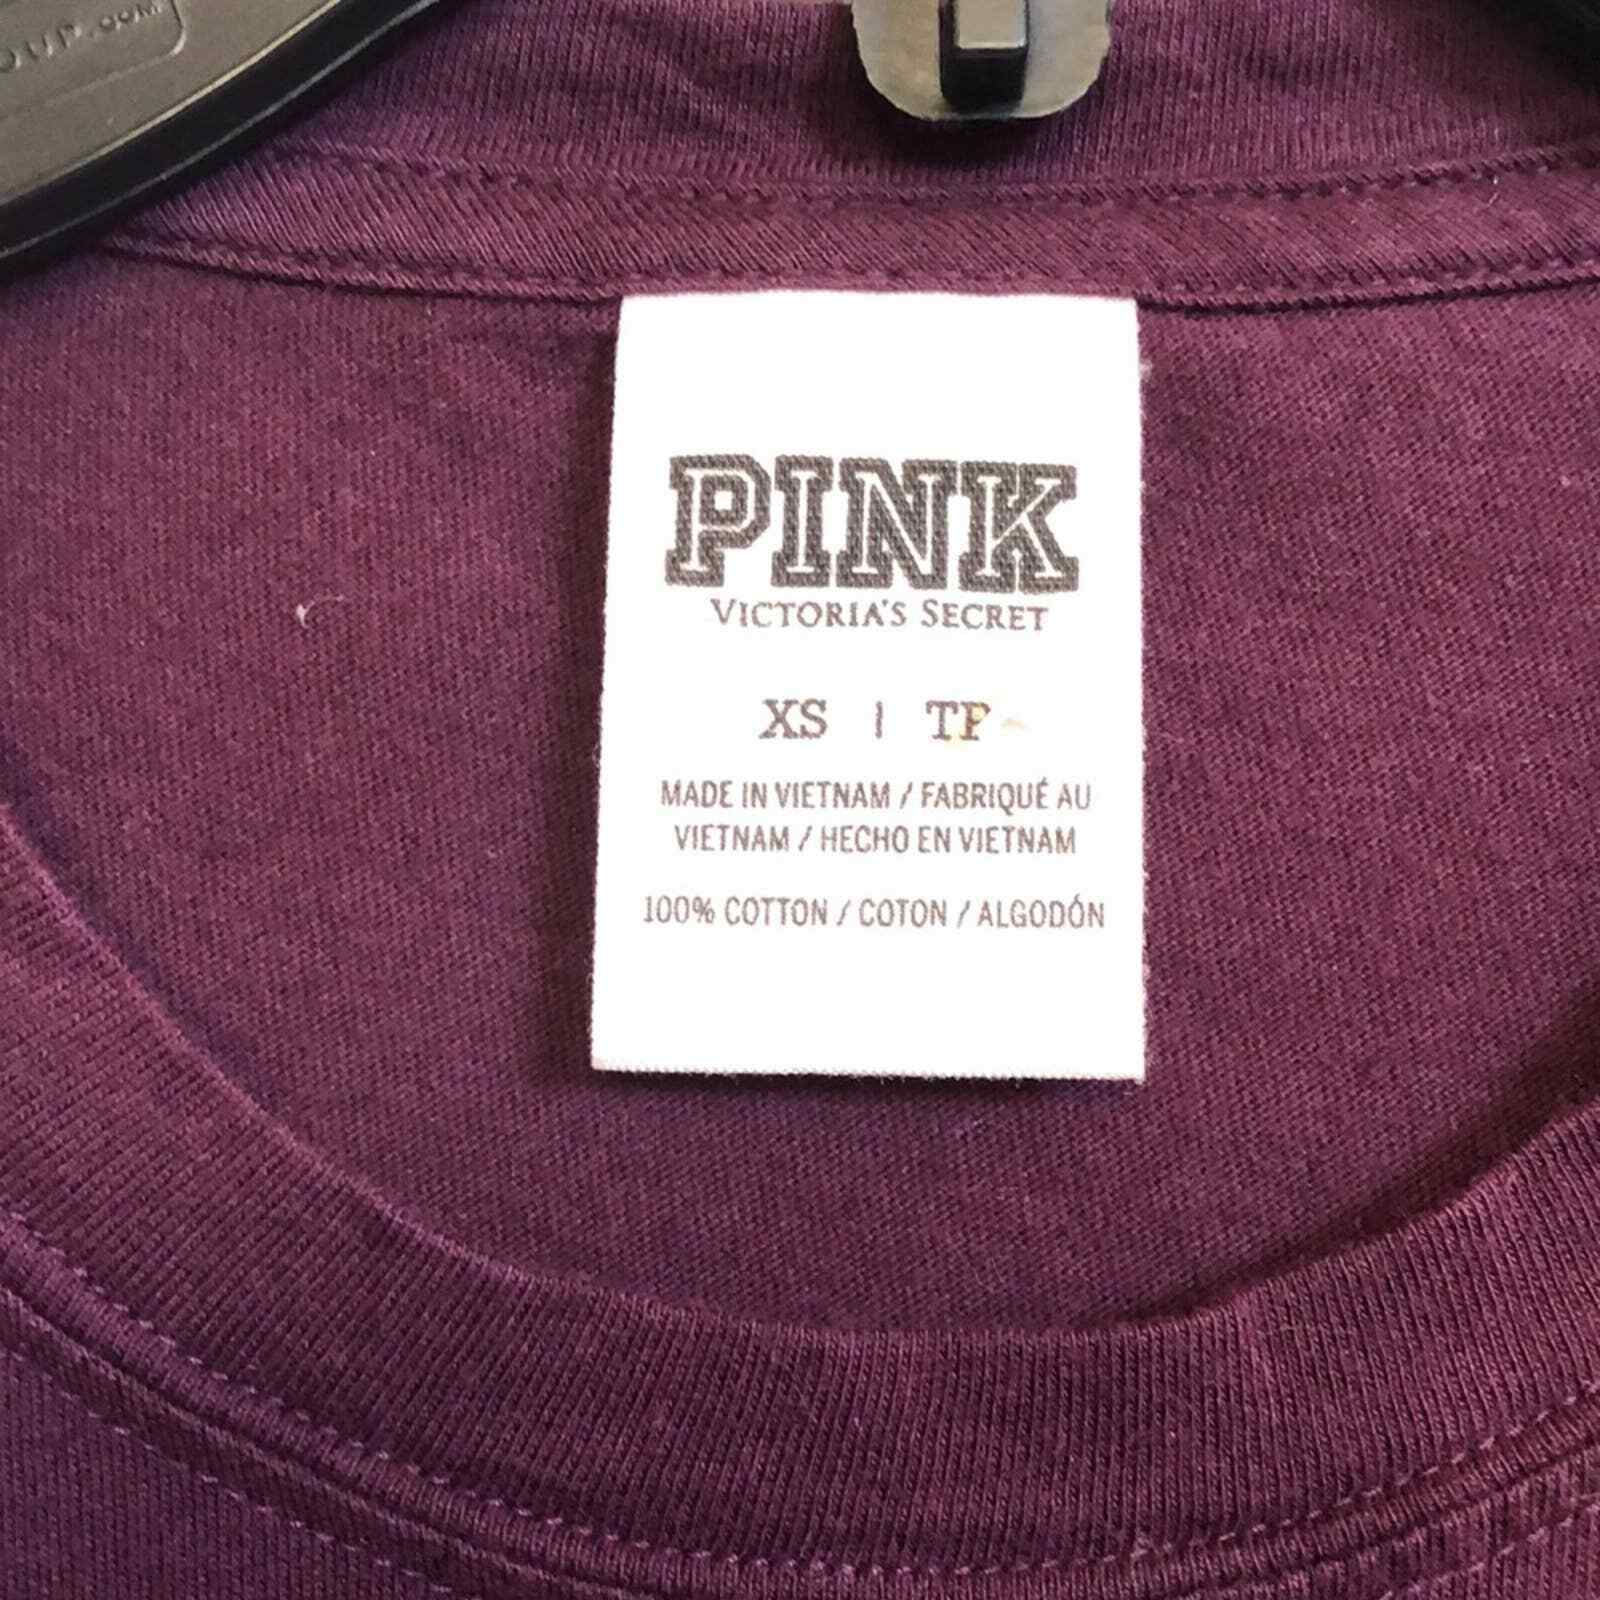 PINK
VICTORIA'S SECRET
XS | TP
MADE IN VIETNAM / FABRIQUÉ AU
VIETNAM / HECHO EN VIETNAM
100% COTTON / COTON / ALGODÓN